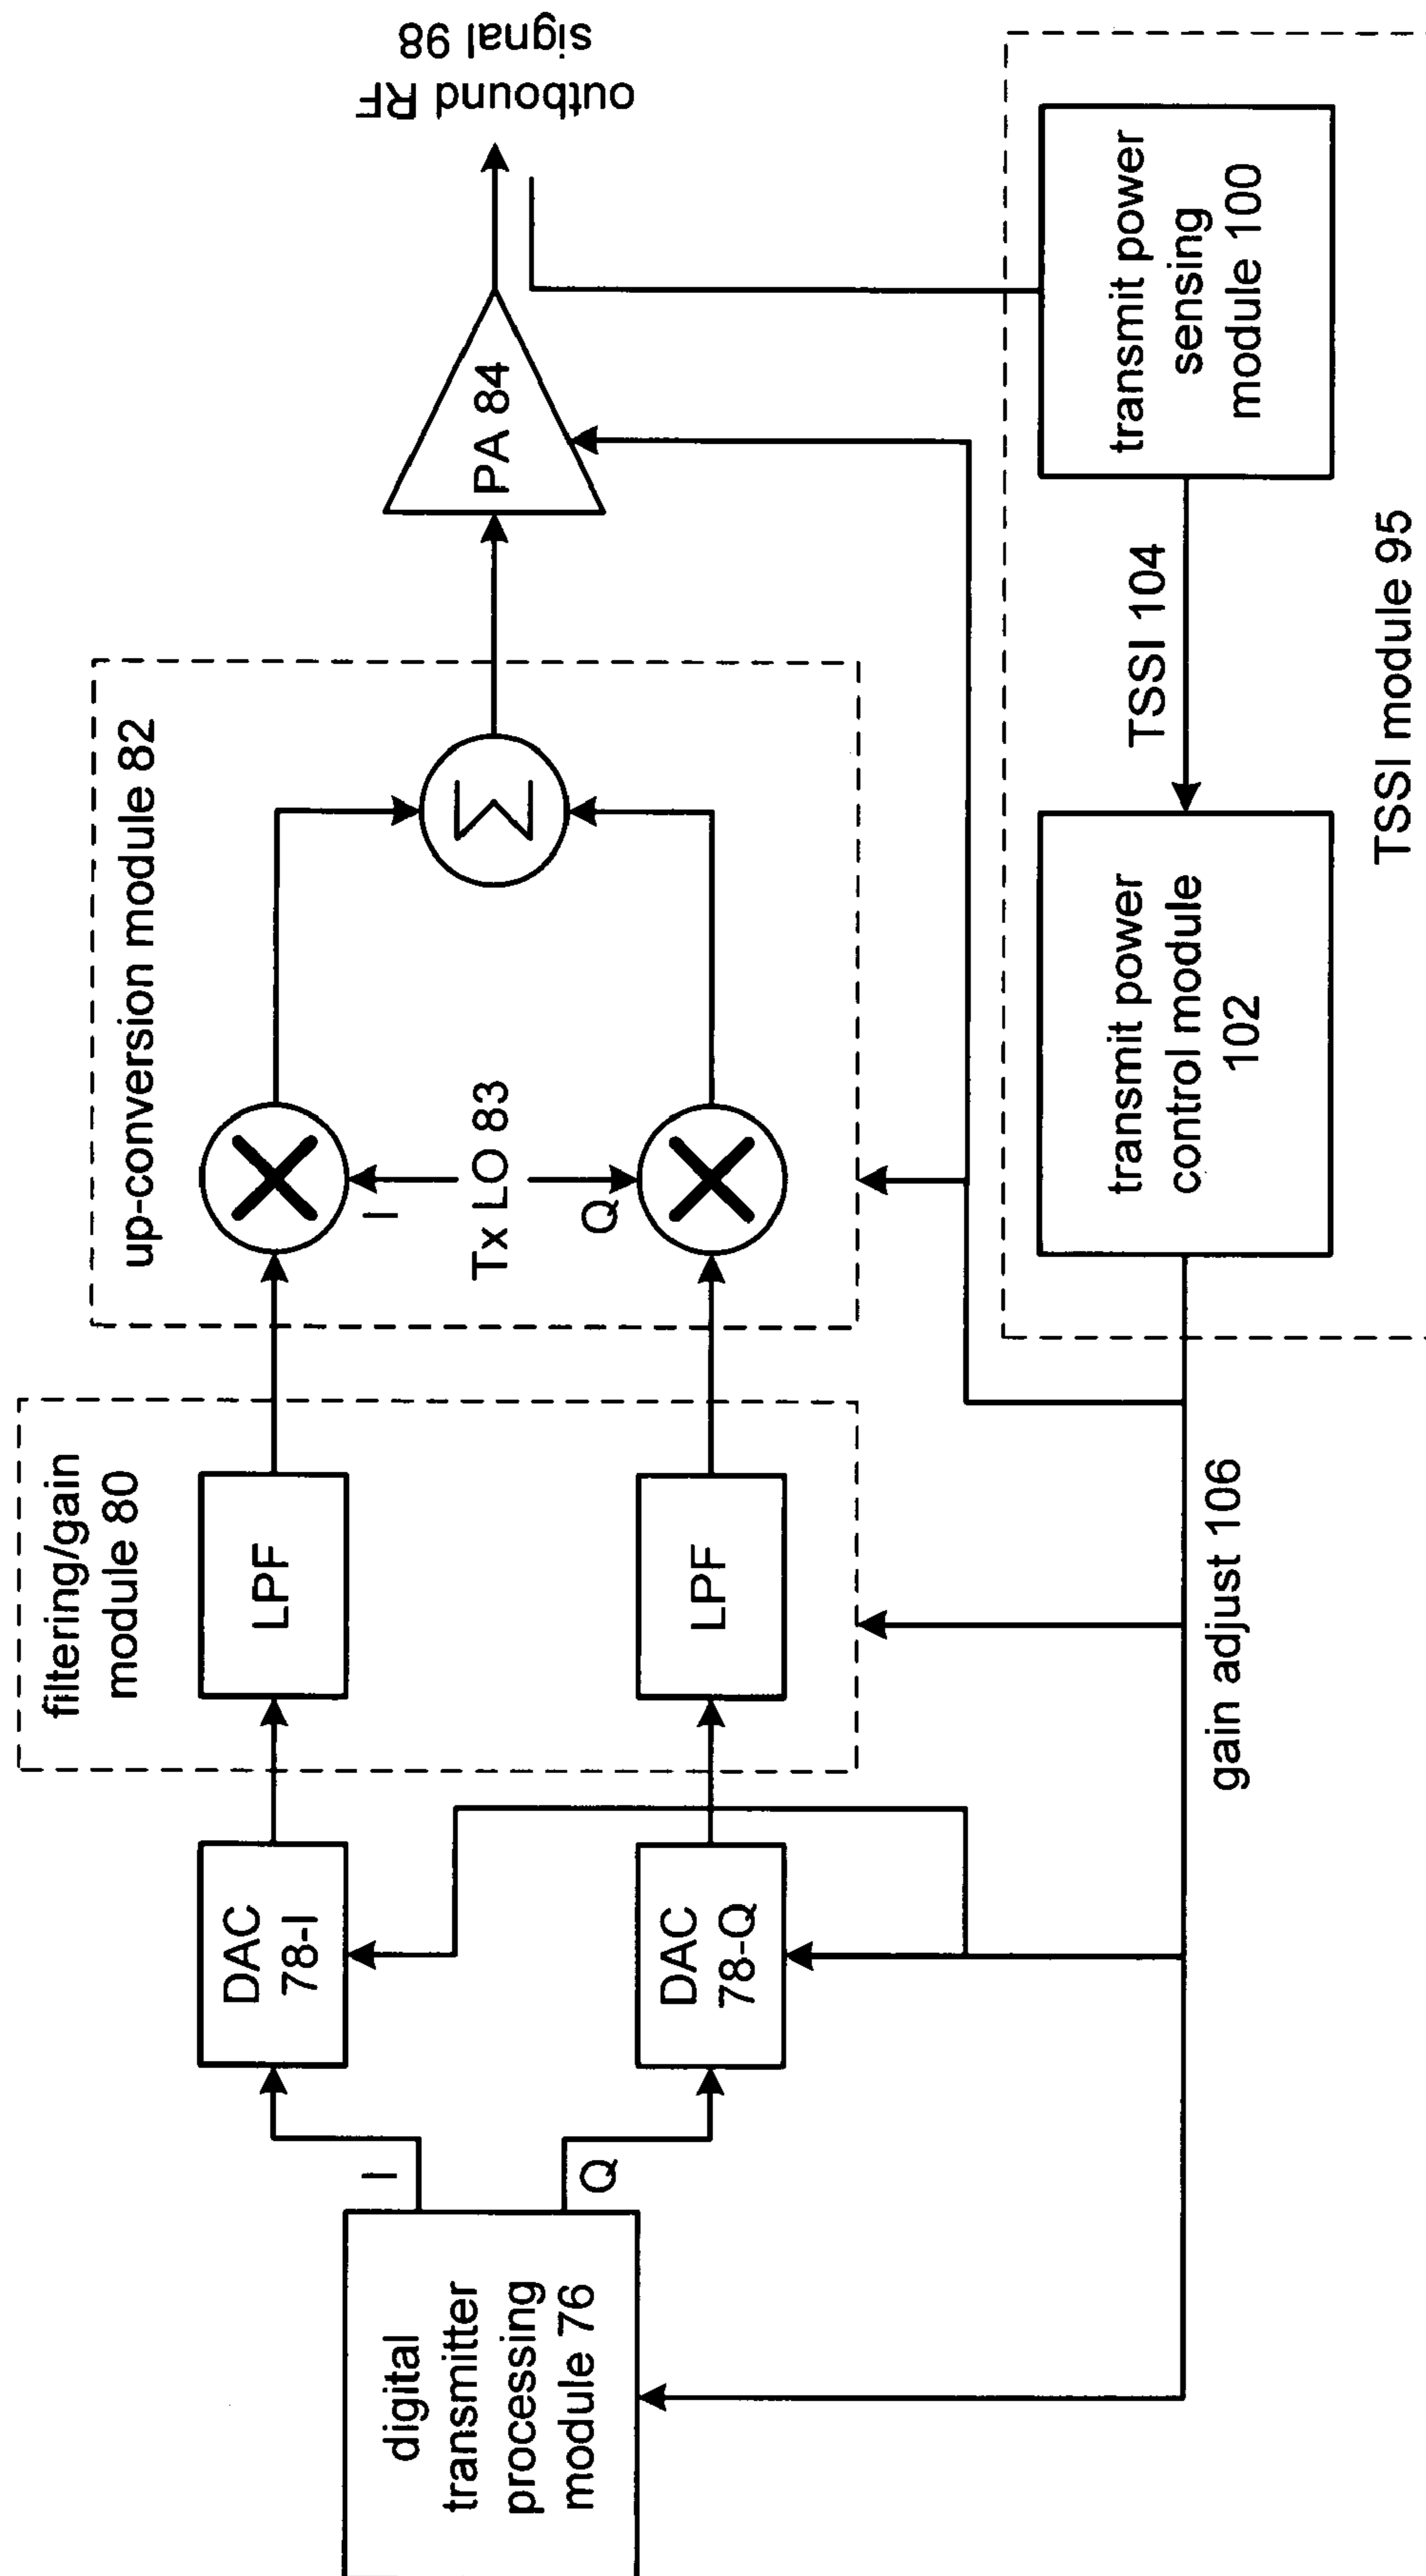 digital
transmitter
processing
module 76
I
Q
DAC
78-I
DAC
78-Q
filtering/gain
module 80
LPF
LPF
up-conversion module 82
I
Tx LO 83
Q
Σ
PA 84
outbound RF
signal 98
gain adjust 106
transmit power
control module
102
TSSI 104
transmit power
sensing
module 100
TSSI module 95